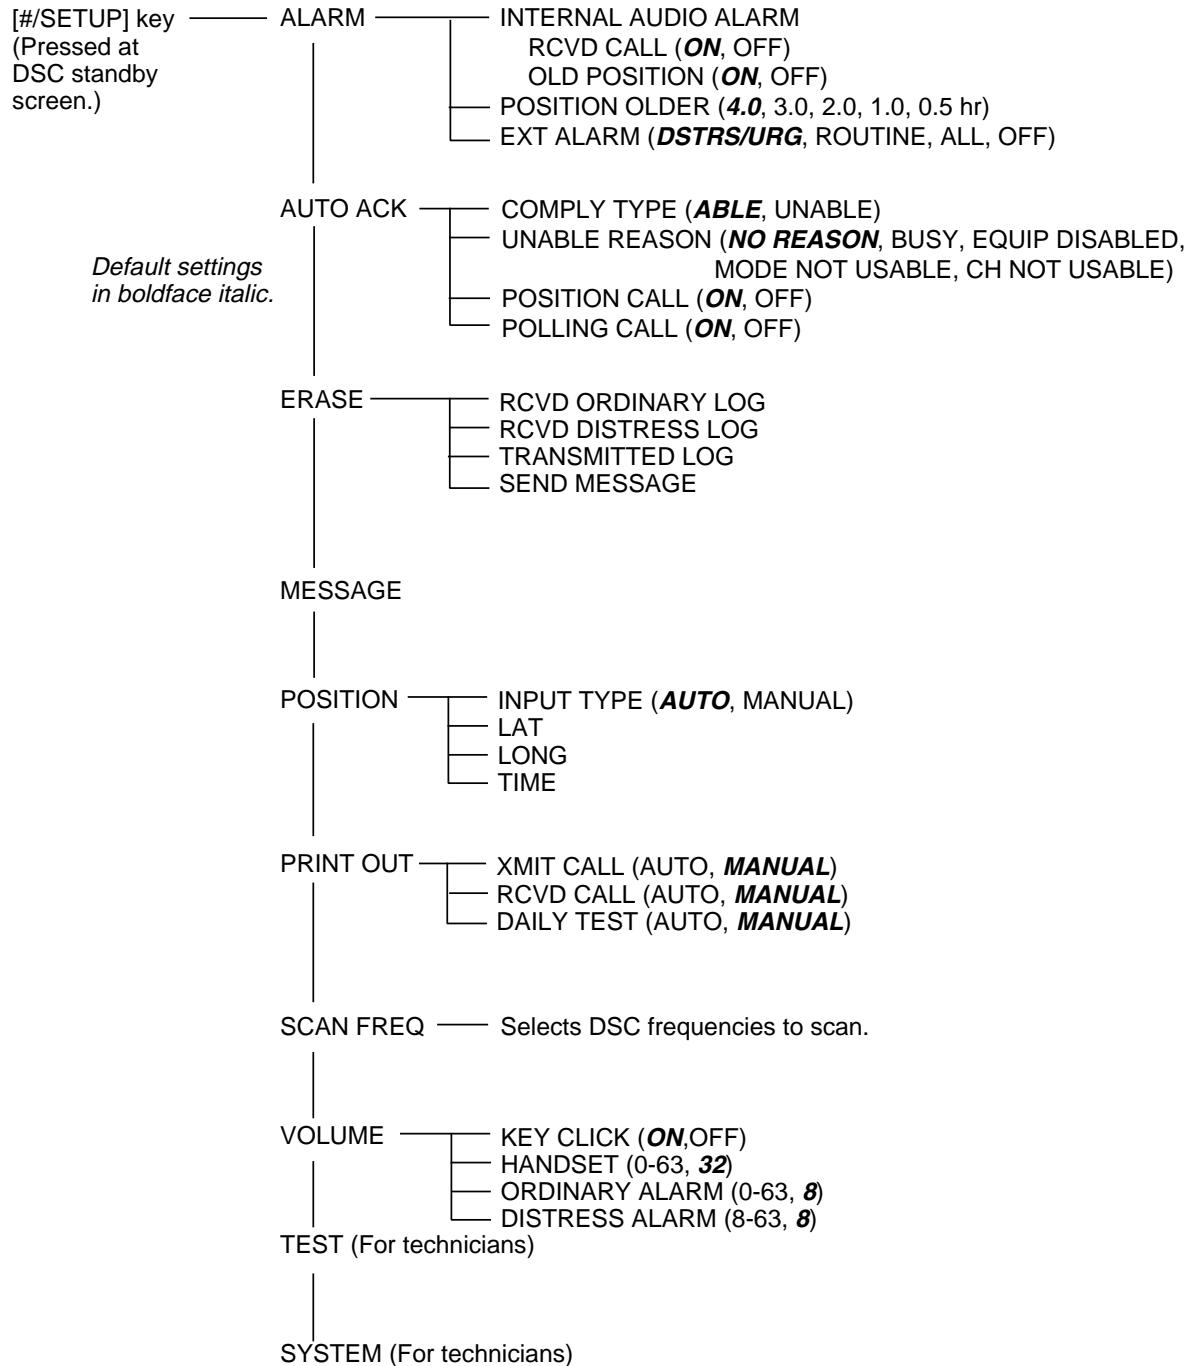 [#/SETUP] key
(Pressed at
DSC standby
screen.)
ALARM
INTERNAL AUDIO ALARM
RCVD CALL (ON, OFF)
OLD POSITION (ON, OFF)
POSITION OLDER (4.0, 3.0, 2.0, 1.0, 0.5 hr)
EXT ALARM (DSTRS/URG, ROUTINE, ALL, OFF)
AUTO ACK
COMPLY TYPE (ABLE, UNABLE)
UNABLE REASON (NO REASON, BUSY, EQUIP DISABLED,
MODE NOT USABLE, CH NOT USABLE)
POSITION CALL (ON, OFF)
POLLING CALL (ON, OFF)
Default settings
in boldface italic.
ERASE
RCVD ORDINARY LOG
RCVD DISTRESS LOG
TRANSMITTED LOG
SEND MESSAGE
MESSAGE
POSITION
INPUT TYPE (AUTO, MANUAL)
LAT
LONG
TIME
PRINT OUT
XMIT CALL (AUTO, MANUAL)
RCVD CALL (AUTO, MANUAL)
DAILY TEST (AUTO, MANUAL)
SCAN FREQ
Selects DSC frequencies to scan.
VOLUME
KEY CLICK (ON,OFF)
HANDSET (0-63, 32)
ORDINARY ALARM (0-63, 8)
DISTRESS ALARM (8-63, 8)
TEST (For technicians)
SYSTEM (For technicians)